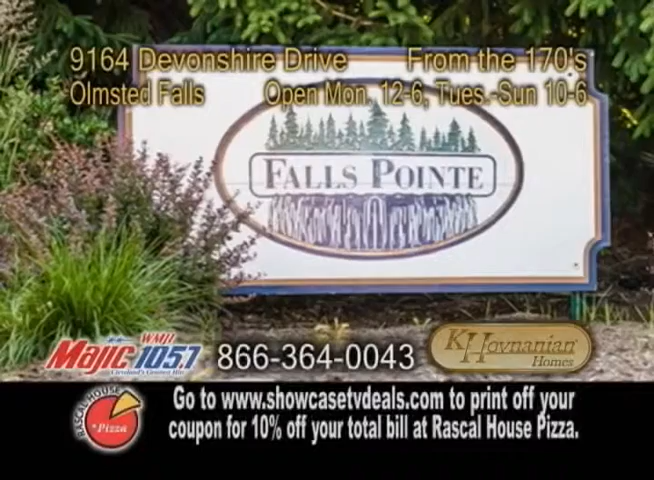 9164 Devonshire Drive From the 170's
Olmsted Falls Open Mon. 12-6, Tues.-Sun 10-6
FALLS POINTE
WMJI
Majic 105.7
Cleveland's Greatest Hits
866-364-0043
K Hovnanian
Homes
RASCAL HOUSE
Pizza
Go to www.showcasetvdeals.com to print off your
coupon for 10% off your total bill at Rascal House Pizza.